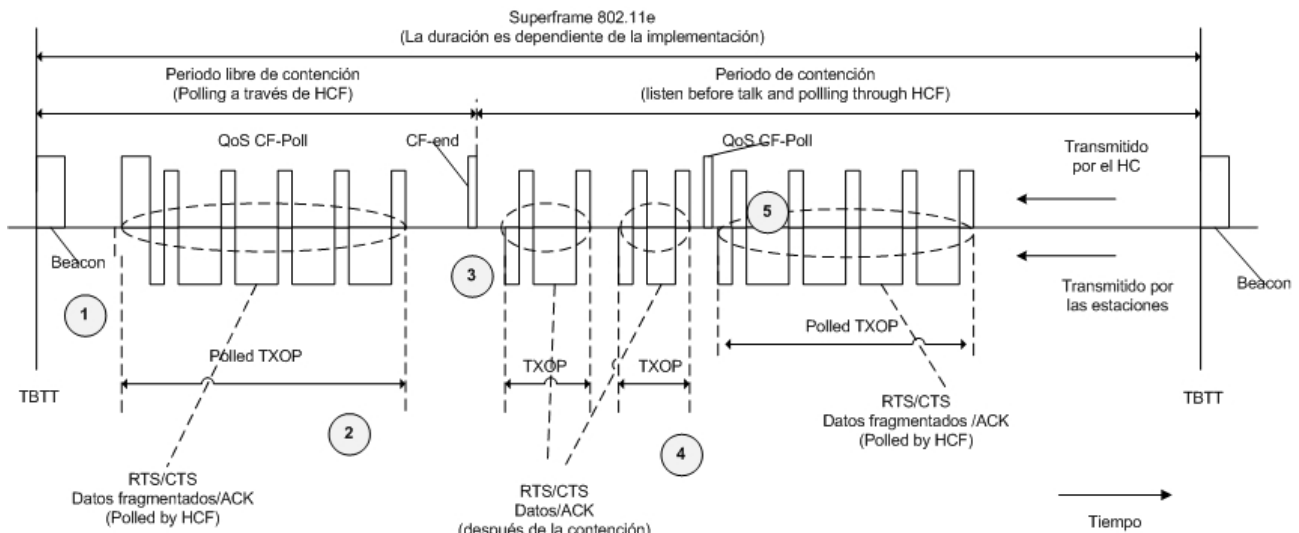 Superframe 802.11e
(La duración es dependiente de la implementación)
Periodo libre de contención
(Polling a través de HCF)
Periodo de contención
(listen before talk and pollling through HCF)
QoS CF-Poll
CF-end
QoS CF-Poll
Transmitido
por el HC
5
Beacon
3
Transmitido por
las estaciones
Beacon
1
Polled TXOP
TXOP
TXOP
Polled TXOP
TBTT
TBTT
2
4
RTS/CTS
Datos fragmentados /ACK
(Polled by HCF)
RTS/CTS
Datos fragmentados/ACK
(Polled by HCF)
RTS/CTS
Datos/ACK
(después de la contención)
Tiempo